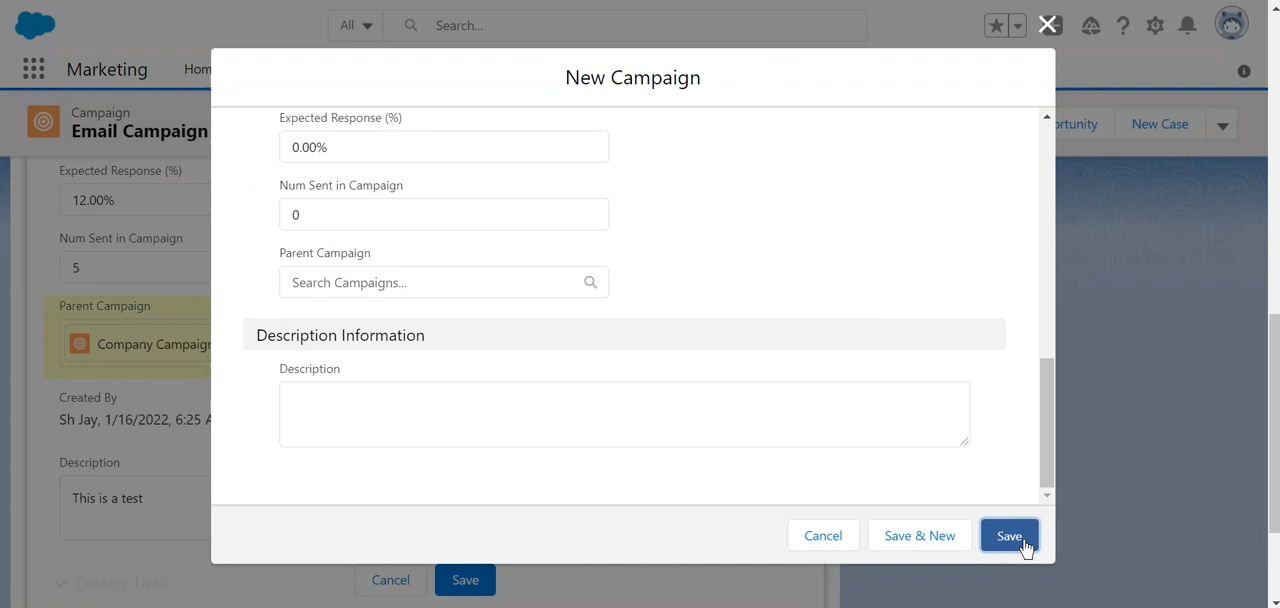 All
Search...
Marketing
Hom
New Campaign
Campaign
Email Campaign
ortunity
New Case
Expected Response (%)
12.00%
Num Sent in Campaign
5
Parent Campaign
Company Campaign
Created By
Sh Jay, 1/16/2022, 6:25 A
Description
This is a test
Custom Links
Cancel
Save
Expected Response (%)
0.00%
Num Sent in Campaign
0
Parent Campaign
Search Campaigns...
Description Information
Description
Cancel
Save & New
Save